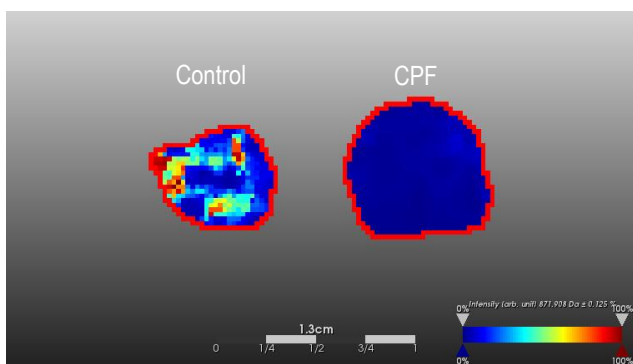 Control
CPF
0% Intensity (arb. unit) 871.908 Da ± 0.125 % 100%
1.3cm
0 1/4 1/2 3/4 1
0% 100%